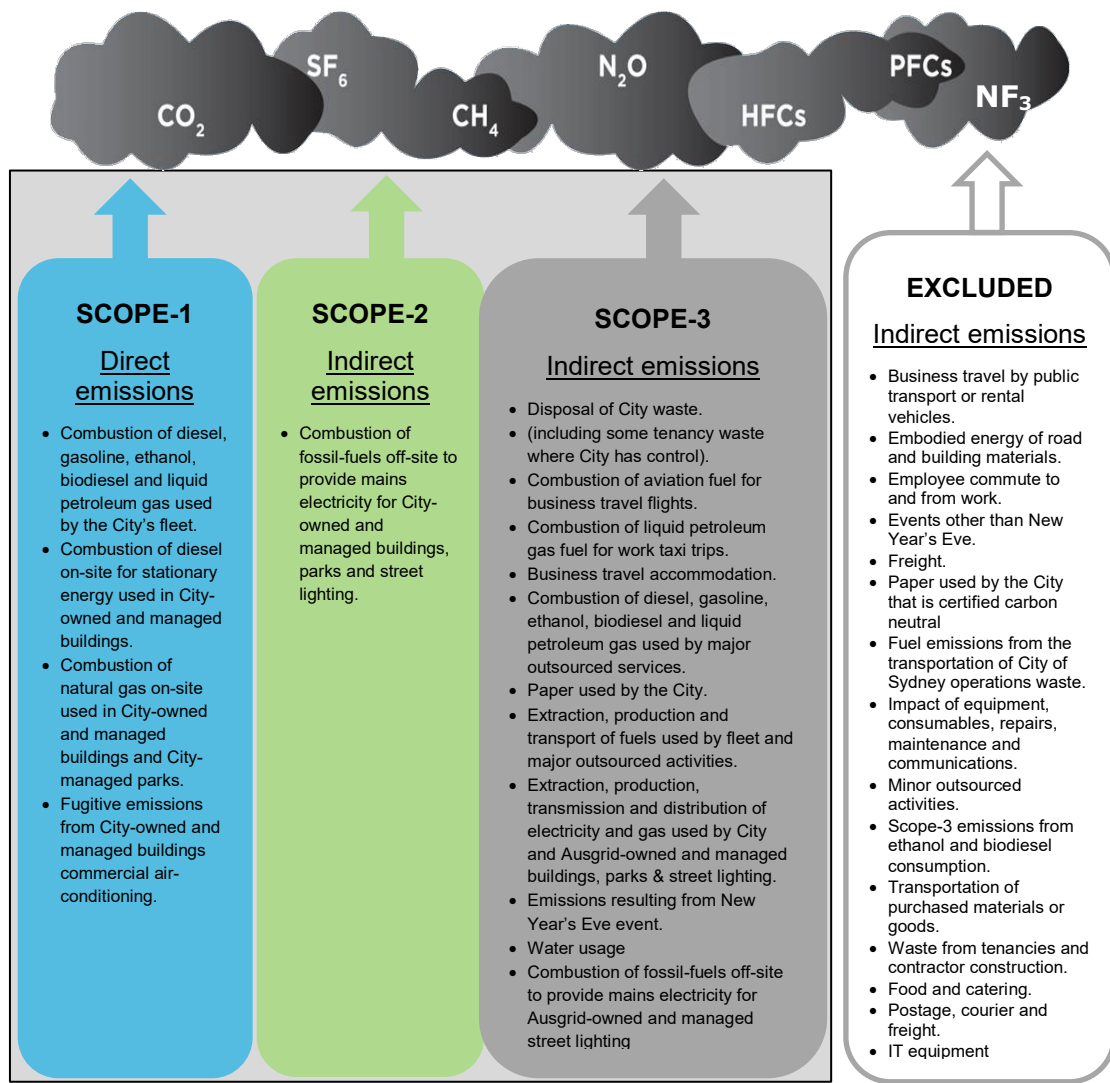 CO₂
SF₆
CH₄
N₂O
HFCs
PFCs
NF₃
SCOPE-1
Direct
emissions
• Combustion of diesel,
gasoline, ethanol,
biodiesel and liquid
petroleum gas used
by the City’s fleet.
• Combustion of diesel
on-site for stationary
energy used in City-
owned and managed
buildings.
• Combustion of
natural gas on-site
used in City-owned
and managed
buildings and City-
managed parks.
• Fugitive emissions
from City-owned and
managed buildings
commercial air-
conditioning.
SCOPE-2
Indirect
emissions
• Combustion of
fossil-fuels off-site to
provide mains
electricity for City-
owned and
managed buildings,
parks and street
lighting.
SCOPE-3
Indirect emissions
• Disposal of City waste.
• (including some tenancy waste
where City has control).
• Combustion of aviation fuel for
business travel flights.
• Combustion of liquid petroleum
gas fuel for work taxi trips.
• Business travel accommodation.
• Combustion of diesel, gasoline,
ethanol, biodiesel and liquid
petroleum gas used by major
outsourced services.
• Paper used by the City.
• Extraction, production and
transport of fuels used by fleet and
major outsourced activities.
• Extraction, production,
transmission and distribution of
electricity and gas used by City
and Ausgrid-owned and managed
buildings, parks & street lighting.
• Emissions resulting from New
Year’s Eve event.
• Water usage
• Combustion of fossil-fuels off-site
to provide mains electricity for
Ausgrid-owned and managed
street lighting
EXCLUDED
Indirect emissions
• Business travel by public
transport or rental
vehicles.
• Embodied energy of road
and building materials.
• Employee commute to
and from work.
• Events other than New
Year’s Eve.
• Freight.
• Paper used by the City
that is certified carbon
neutral
• Fuel emissions from the
transportation of City of
Sydney operations waste.
• Impact of equipment,
consumables, repairs,
maintenance and
communications.
• Minor outsourced
activities.
• Scope-3 emissions from
ethanol and biodiesel
consumption.
• Transportation of
purchased materials or
goods.
• Waste from tenancies and
contractor construction.
• Food and catering.
• Postage, courier and
freight.
• IT equipment